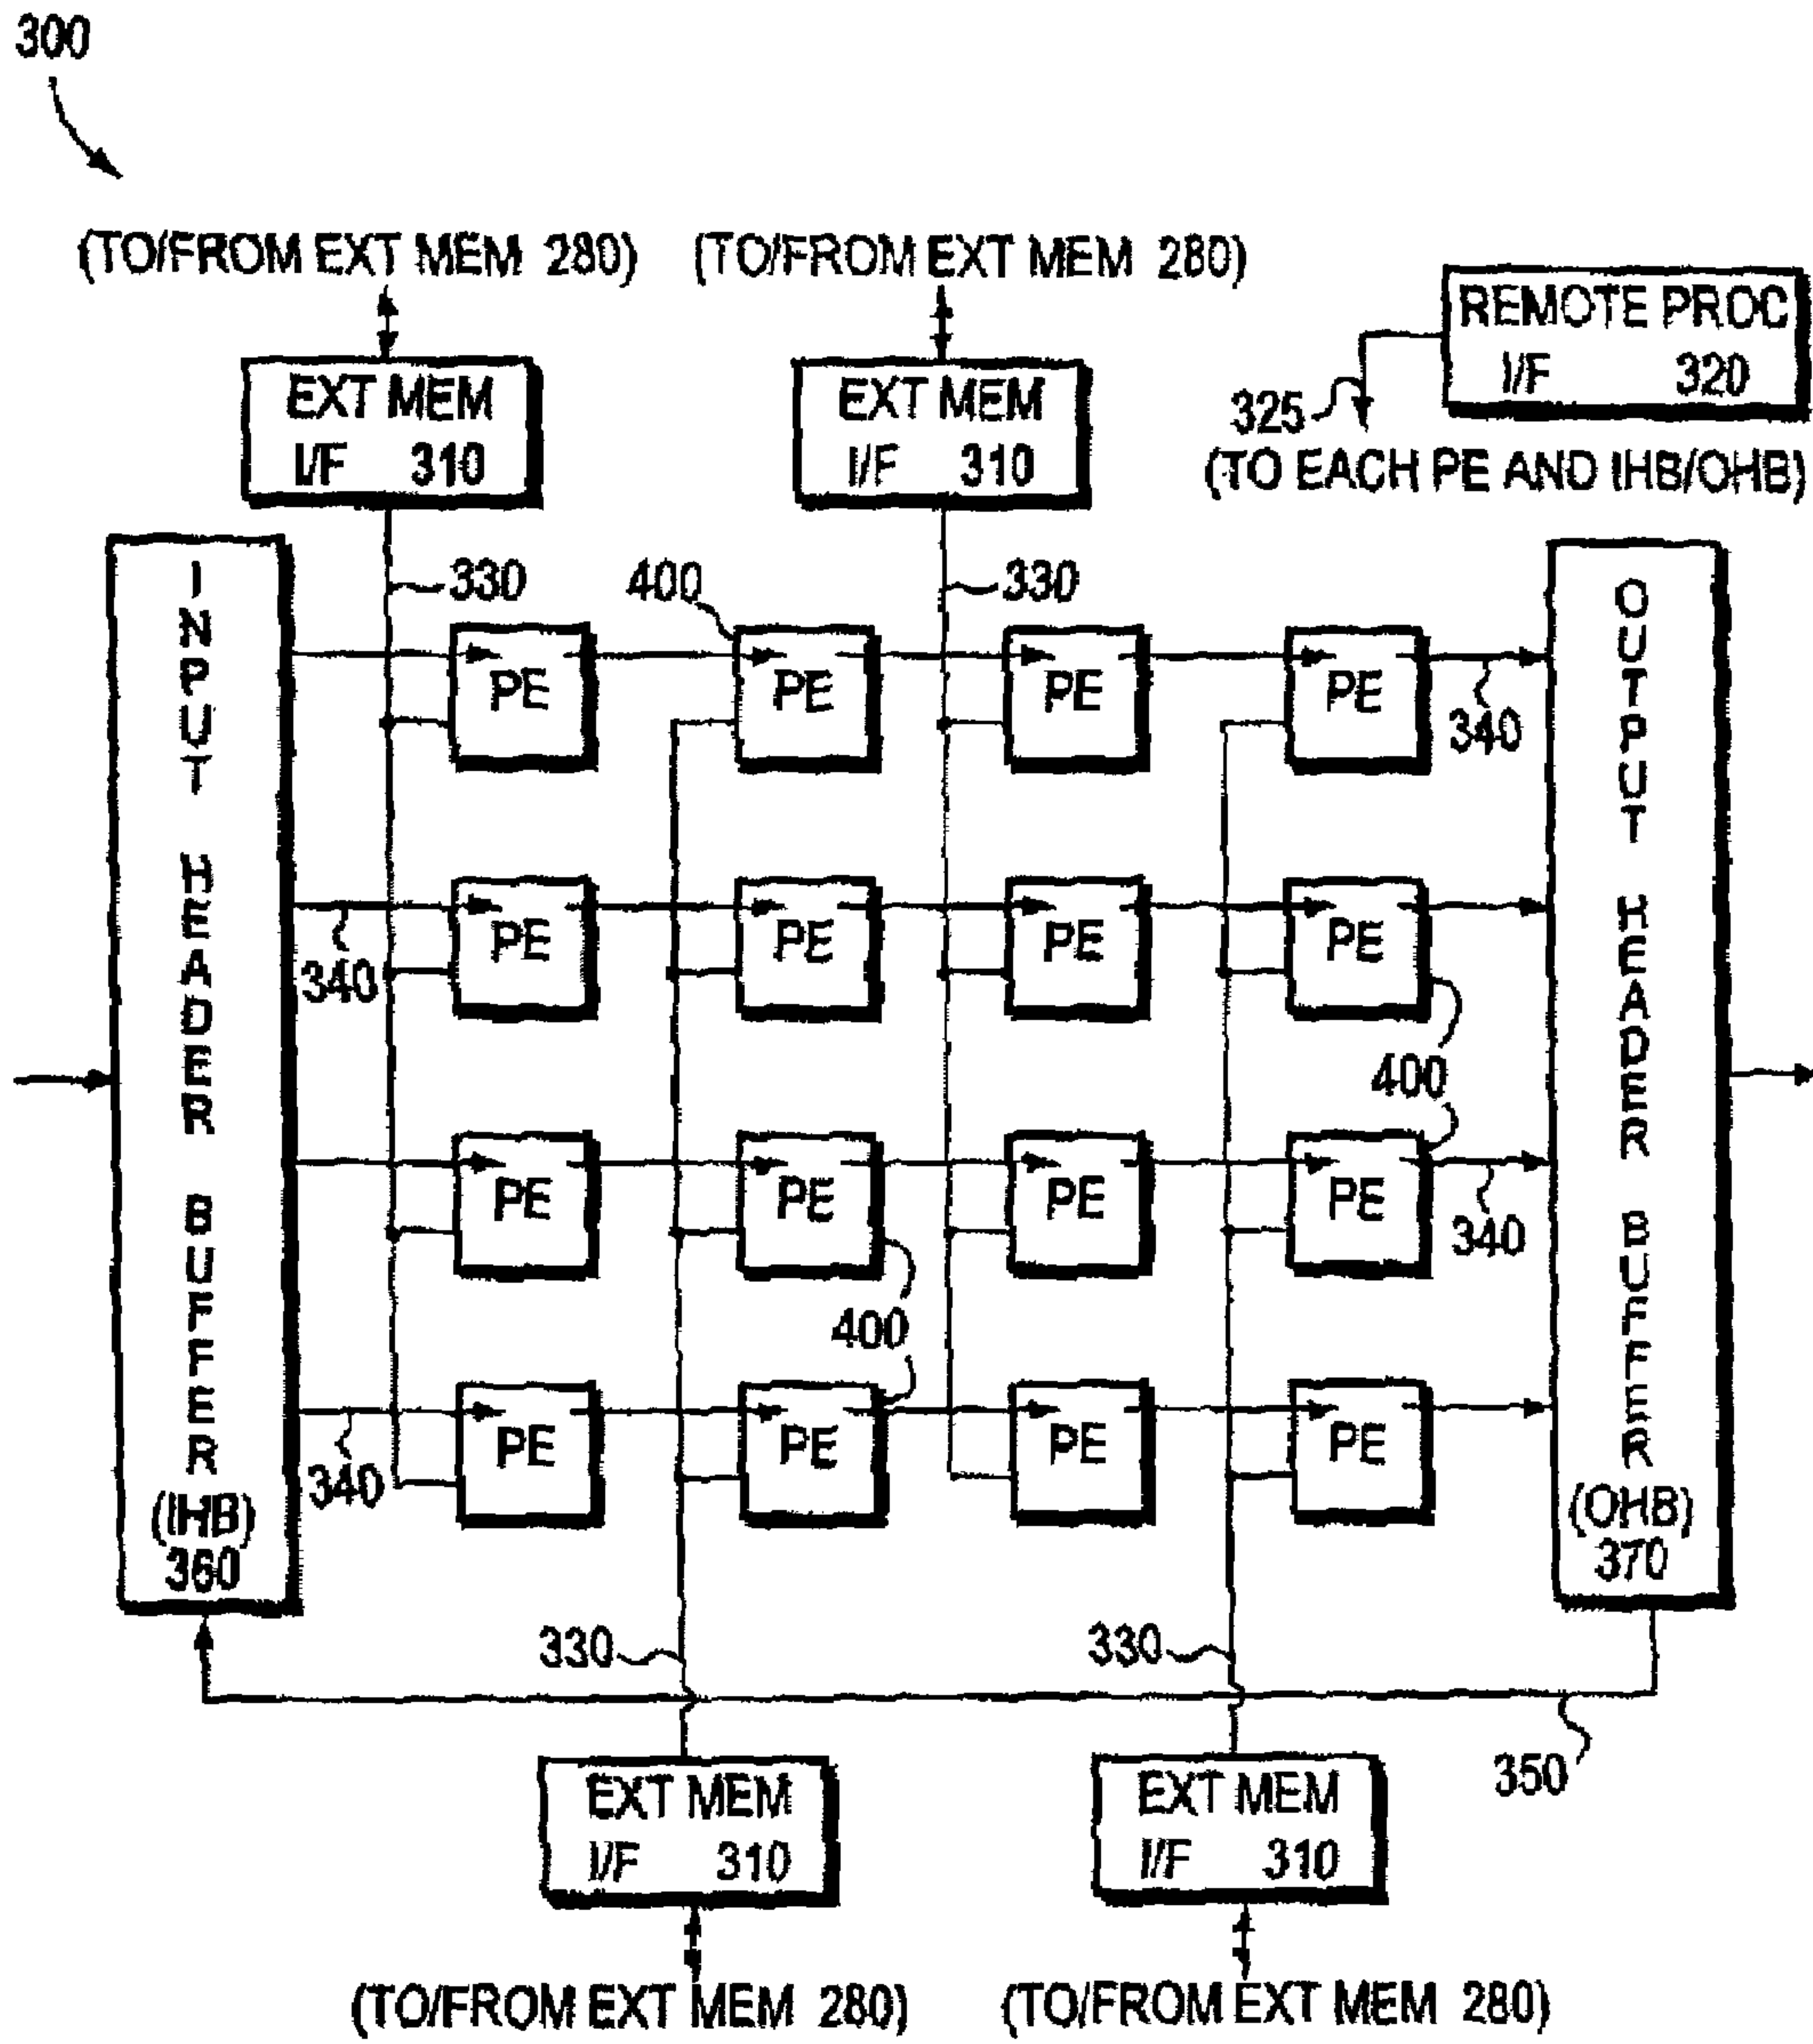 300
(TO/FROM EXT MEM 280) (TO/FROM EXT MEM 280)
REMOTE PROC
I/F 320
325
(TO EACH PE AND IHB/OHB)
EXT MEM
I/F 310
EXT MEM
I/F 310
330
400
330
INPUT HEADER BUFFER
(IHB)
360
PE PE PE PE
340
PE PE PE PE
340
400
PE PE PE PE
340
400
PE PE PE PE
340
OUTPUT HEADER BUFFER
(OHB)
370
330
330
350
EXT MEM
I/F 310
EXT MEM
I/F 310
(TO/FROM EXT MEM 280) (TO/FROM EXT MEM 280)